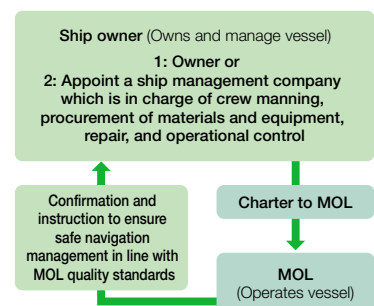 Ship owner (Owns and manage vessel)
1: Owner or
2: Appoint a ship management company
which is in charge of crew manning,
procurement of materials and equipment,
repair, and operational control
Confirmation and
instruction to ensure
safe navigation
management in line with
MOL quality standards
Charter to MOL
MOL
(Operates vessel)